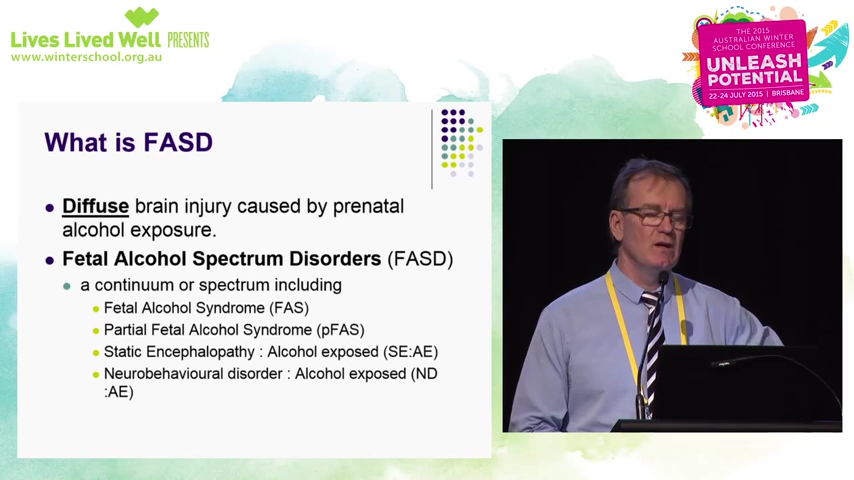 Lives Lived Well PRESENTS
www.winterschool.org.au
THE 2015
AUSTRALIAN WINTER
SCHOOL CONFERENCE
UNLEASH
POTENTIAL
22-24 JULY 2015 | BRISBANE
What is FASD
Diffuse brain injury caused by prenatal
alcohol exposure.
Fetal Alcohol Spectrum Disorders (FASD)
a continuum or spectrum including
Fetal Alcohol Syndrome (FAS)
Partial Fetal Alcohol Syndrome (pFAS)
Static Encephalopathy : Alcohol exposed (SE:AE)
Neurobehavioural disorder : Alcohol exposed (ND
:AE)